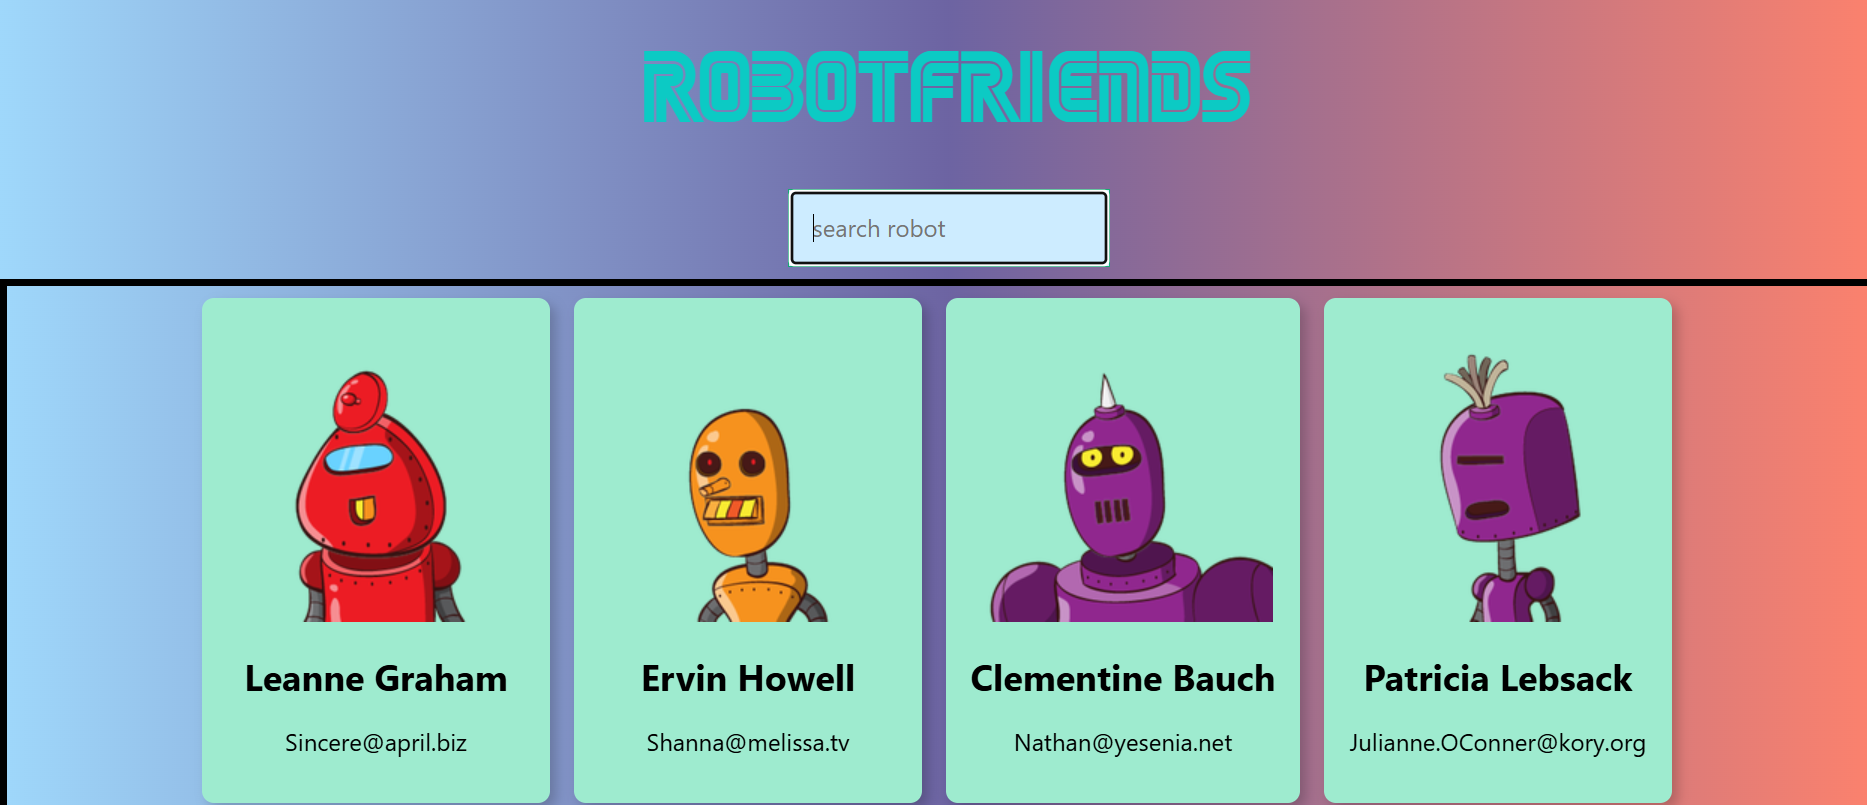 ROBOTFRIENDS
search robot
Leanne Graham
Sincere@april.biz
Ervin Howell
Shanna@melissa.tv
Clementine Bauch
Nathan@yesenia.net
Patricia Lebsack
Julianne.OConner@kory.org